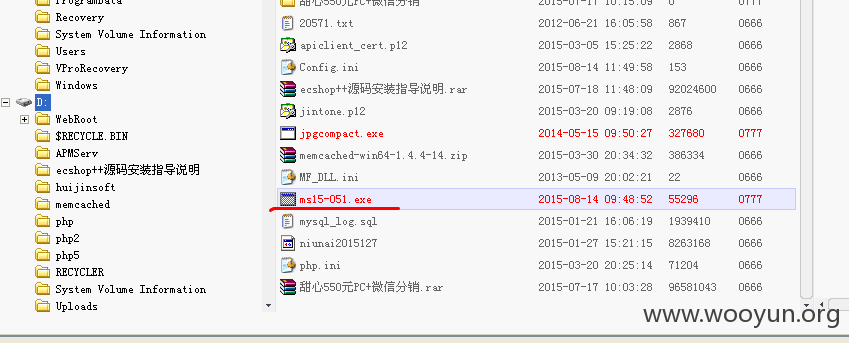 ProgramData
Recovery
System Volume Information
Users
VProRecovery
Windows
D:
WebRoot
$RECYCLE.BIN
APMServ
ecshop++源码安装指导说明
huijinsoft
memcached
php
php2
php5
RECYCLER
System Volume Information
Uploads
甜心550元PC+微信分销 2015-07-17 10:15:09 0 0777
20571.txt 2012-06-21 16:05:58 867 0666
apiclient_cert.p12 2015-03-05 15:25:22 2868 0666
Config.ini 2015-08-14 11:49:58 153 0666
ecshop++源码安装指导说明.rar 2015-07-18 11:48:09 92024600 0666
jintone.p12 2015-03-20 09:19:08 2876 0666
jpgcompact.exe 2014-05-15 09:50:27 327680 0777
memcached-win64-1.4.4-14.zip 2015-03-30 20:34:32 386334 0666
MF_DLL.ini 2013-05-09 20:02:21 22 0666
ms15-051.exe 2015-08-14 09:48:52 55296 0777
mysql_log.sql 2015-01-21 16:06:19 1939410 0666
niunai2015127 2015-01-27 15:21:15 8263168 0666
php.ini 2015-03-20 20:25:14 71204 0666
甜心550元PC+微信分销.rar 2015-07-17 10:03:28 96581043 0666
www.wooyun.org